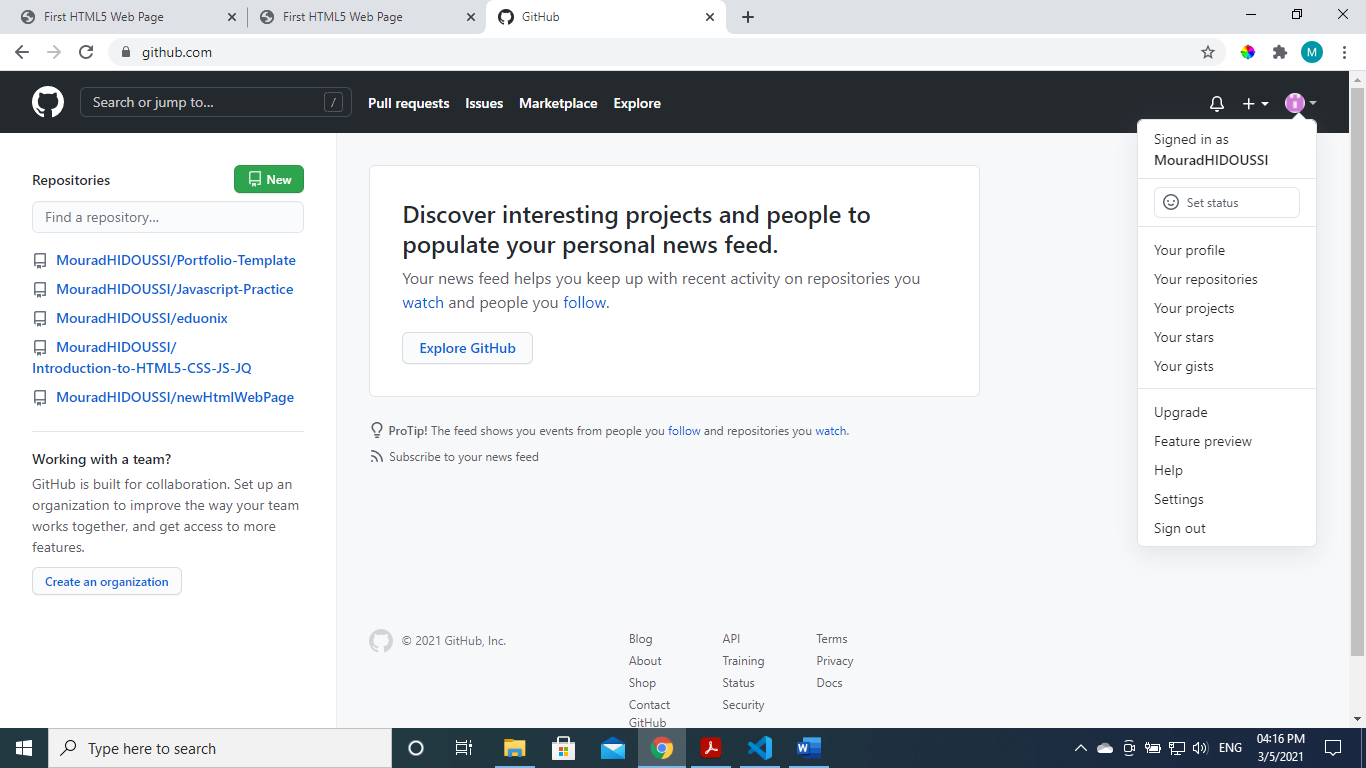 First HTML5 Web Page
First HTML5 Web Page
GitHub
github.com
M
Search or jump to...
/
Pull requests
Issues
Marketplace
Explore
Signed in as
MouradHIDOUSSI
Set status
Your profile
Your repositories
Your projects
Your stars
Your gists
Upgrade
Feature preview
Help
Settings
Sign out
Repositories
New
Find a repository...
MouradHIDOUSSI/Portfolio-Template
MouradHIDOUSSI/Javascript-Practice
MouradHIDOUSSI/eduonix
MouradHIDOUSSI/
Introduction-to-HTML5-CSS-JS-JQ
MouradHIDOUSSI/newHtmlWebPage
Working with a team?
GitHub is built for collaboration. Set up an
organization to improve the way your team
works together, and get access to more
features.
Create an organization
Discover interesting projects and people to
populate your personal news feed.
Your news feed helps you keep up with recent activity on repositories you
watch and people you follow.
Explore GitHub
ProTip! The feed shows you events from people you follow and repositories you watch.
Subscribe to your news feed
© 2021 GitHub, Inc.
Blog
About
Shop
Contact
GitHub
API
Training
Status
Security
Terms
Privacy
Docs
Type here to search
ENG
04:16 PM
3/5/2021